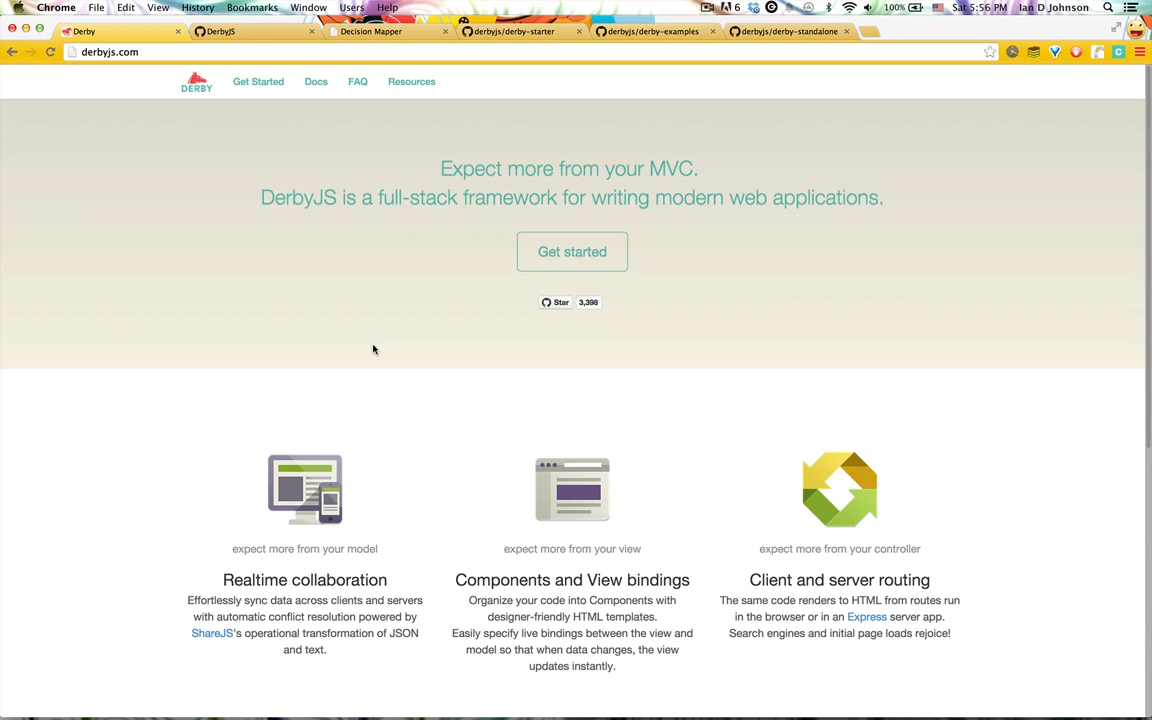 Chrome File Edit View History Bookmarks Window Users Help
6 100% Sat 5:56 PM Ian D Johnson
Derby
DerbyJS
Decision Mapper
derbyjs/derby-starter
derbyjs/derby-examples
derbyjs/derby-standalone
derbyjs.com
DERBY
Get Started
Docs
FAQ
Resources
Expect more from your MVC.
DerbyJS is a full-stack framework for writing modern web applications.
Get started
Star 3,398
expect more from your model
Realtime collaboration
Effortlessly sync data across clients and servers
with automatic conflict resolution powered by
ShareJS's operational transformation of JSON
and text.
expect more from your view
Components and View bindings
Organize your code into Components with
designer-friendly HTML templates.
Easily specify live bindings between the view and
model so that when data changes, the view
updates instantly.
expect more from your controller
Client and server routing
The same code renders to HTML from routes run
in the browser or in an Express server app.
Search engines and initial page loads rejoice!